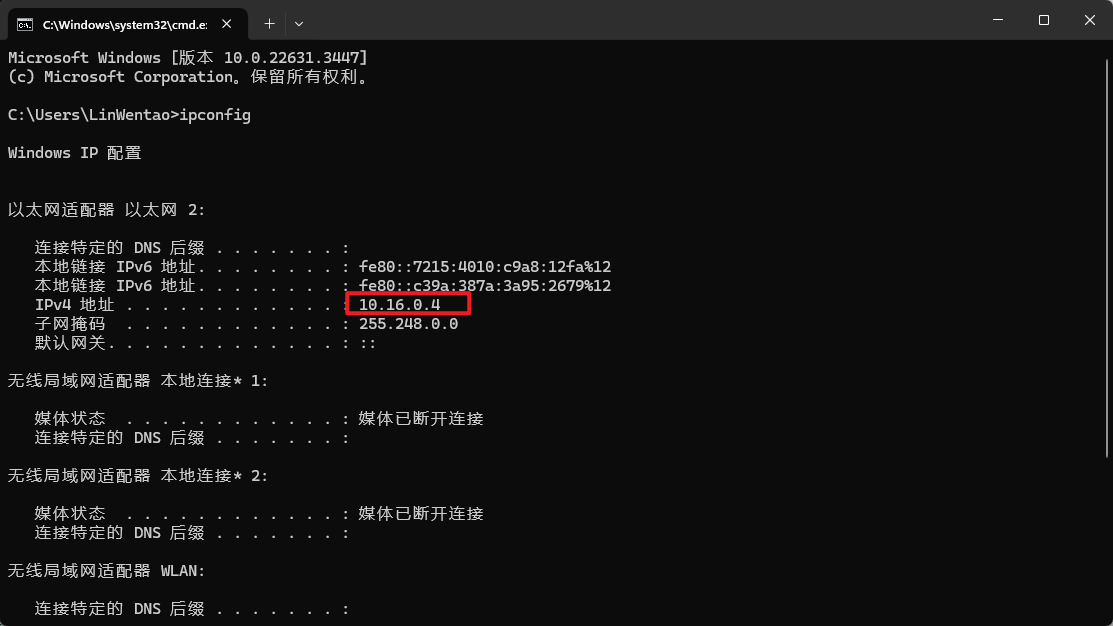 C:\Windows\system32\cmd.e:
Microsoft Windows [版本 10.0.22631.3447]
(c) Microsoft Corporation。保留所有权利。
C:\Users\LinWentao>ipconfig
Windows IP 配置
以太网适配器 以太网 2:
连接特定的 DNS 后缀 . . . . . . . :
本地链接 IPv6 地址. . . . . . . . : fe80::7215:4010:c9a8:12fa%12
本地链接 IPv6 地址. . . . . . . . : fe80::c39a:387a:3a95:2679%12
IPv4 地址 . . . . . . . . . . . . : 10.16.0.4
子网掩码  . . . . . . . . . . . . : 255.248.0.0
默认网关. . . . . . . . . . . . . : ::
无线局域网适配器 本地连接* 1:
媒体状态  . . . . . . . . . . . . : 媒体已断开连接
连接特定的 DNS 后缀 . . . . . . . :
无线局域网适配器 本地连接* 2:
媒体状态  . . . . . . . . . . . . : 媒体已断开连接
连接特定的 DNS 后缀 . . . . . . . :
无线局域网适配器 WLAN:
连接特定的 DNS 后缀 . . . . . . . :